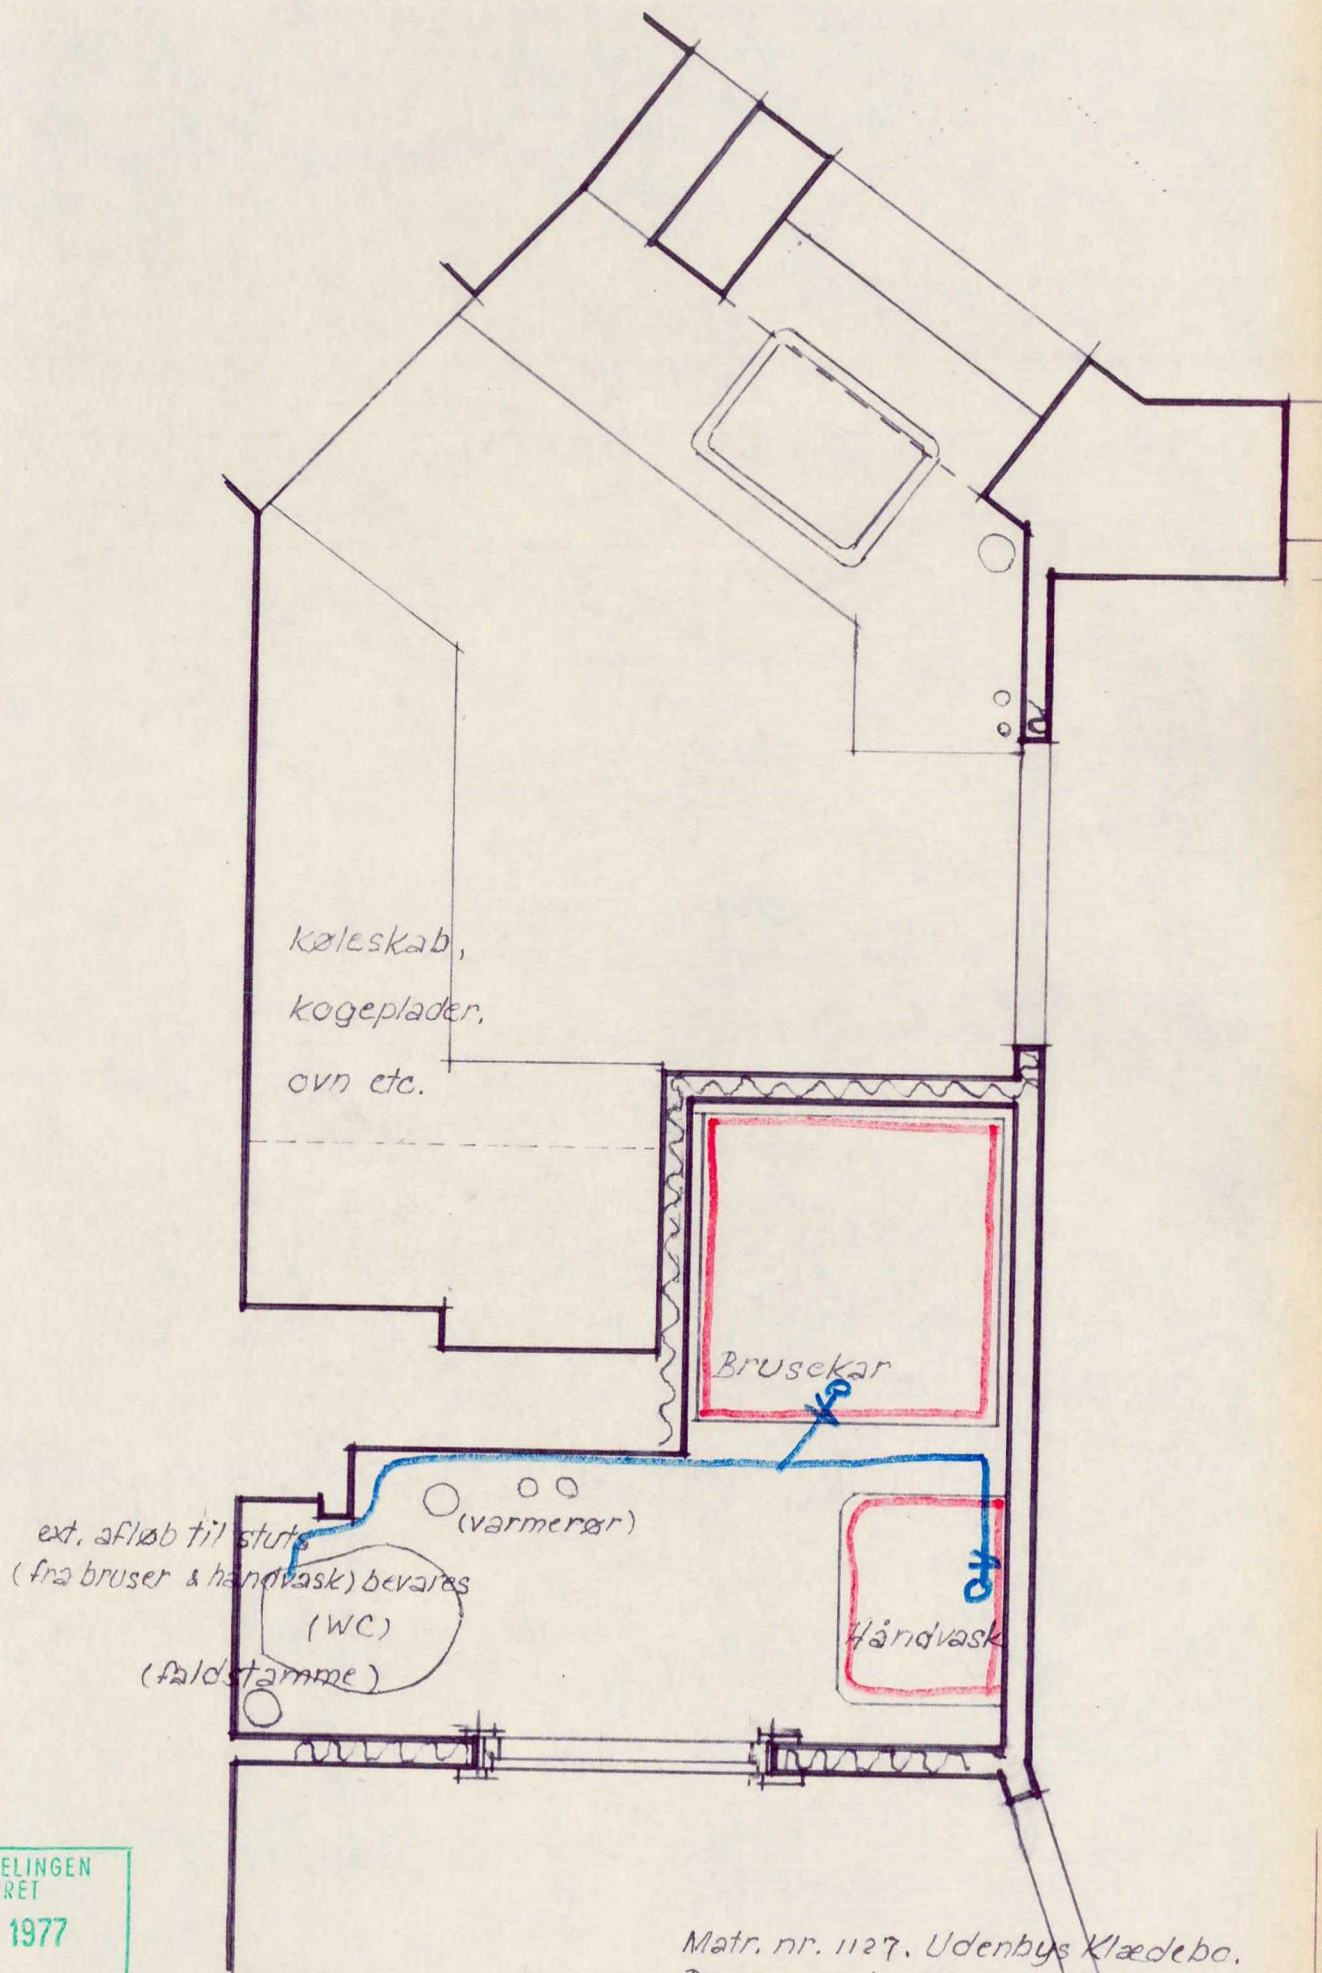 køleskab,
kogeplader,
ovn etc.
Brusekar
(varmerør)
ext. afløb til stuts
(fra bruser & håndvask) bevares
(WC)
Håndvask
(faldstamme)
ELINGEN
RET
1977
Matr. nr. 1127. Udenbys Klædebo.